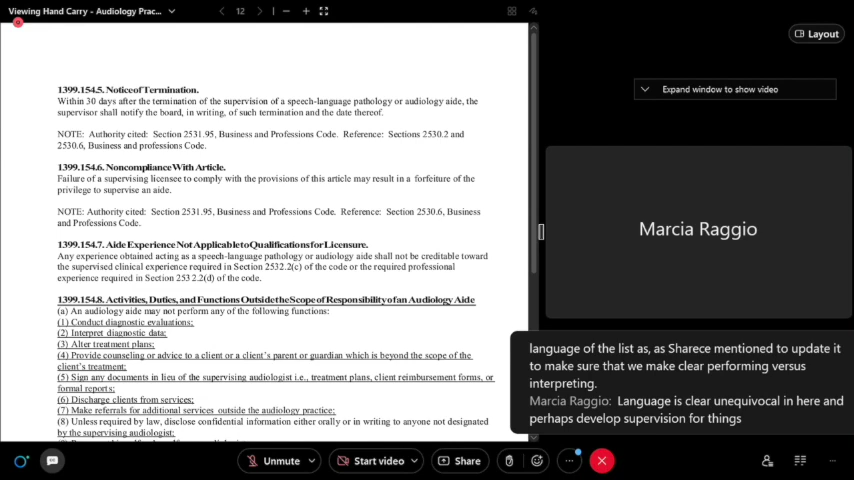 Viewing Hand Carry - Audiology Prac...
12
Layout
Expand window to show video
1399.154.5. Notice of Termination.
Within 30 days after the termination of the supervision of a speech-language pathology or audiology aide, the
supervisor shall notify the board, in writing, of such termination and the date thereof.
NOTE: Authority cited: Section 2531.95, Business and Professions Code. Reference: Sections 2530.2 and
2530.6, Business and professions Code.
1399.154.6. Noncompliance With Article.
Failure of a supervising licensee to comply with the provisions of this article may result in a forfeiture of the
privilege to supervise an aide.
NOTE: Authority cited: Section 2531.95, Business and Professions Code. Reference: Section 2530.6, Business
and Professions Code.
1399.154.7. Aide Experience Not Applicable to Qualifications for Licensure.
Any experience obtained acting as a speech-language pathology or audiology aide shall not be creditable toward
the supervised clinical experience required in Section 2532.2(c) of the code or the required professional
experience required in Section 2532.2(d) of the code.
1399.154.8. Activities, Duties, and Functions Outside the Scope of Responsibility of an Audiology Aide
(a) An audiology aide may not perform any of the following functions:
(1) Conduct diagnostic evaluations;
(2) Interpret diagnostic data;
(3) Alter treatment plans;
(4) Provide counseling or advice to a client or a client's parent or guardian which is beyond the scope of the
client's treatment;
(5) Sign any documents in lieu of the supervising audiologist i.e., treatment plans, client reimbursement forms, or
formal reports;
(6) Discharge clients from services;
(7) Make referrals for additional services outside the audiology practice;
(8) Unless required by law, disclose confidential information either orally or in writing to anyone not designated
by the supervising audiologist;
Marcia Raggio
language of the list as, as Sharece mentioned to update it
to make sure that we make clear performing versus
interpreting.
Marcia Raggio: Language is clear unequivocal in here and
perhaps develop supervision for things
Unmute
Start video
Share